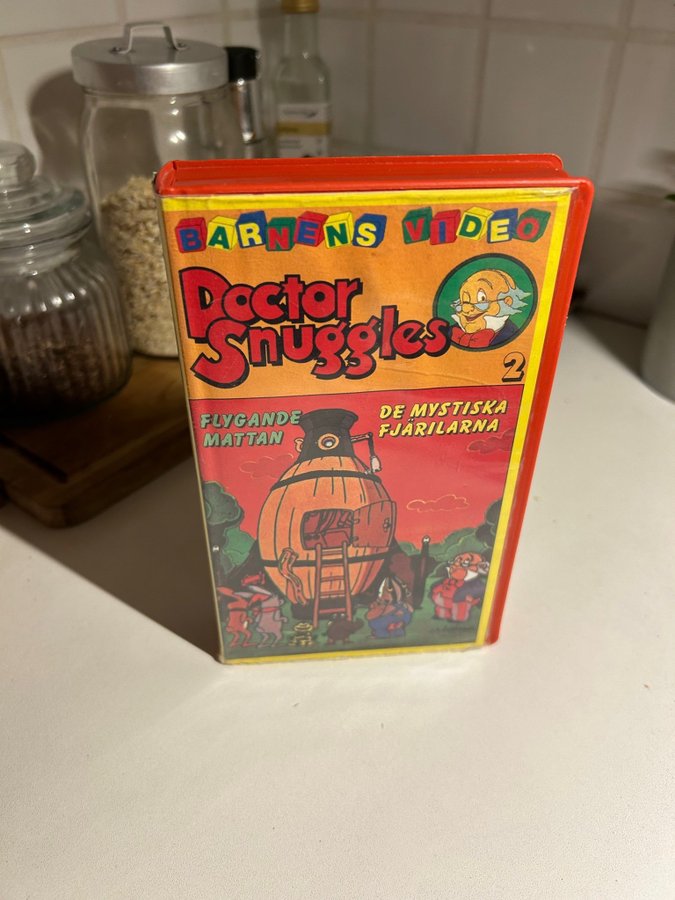 BARNENS VIDEO
Doctor
Snuggles
2
FLYGANDE
MATTAN
DE MYSTISKA
FJÄRILARNA